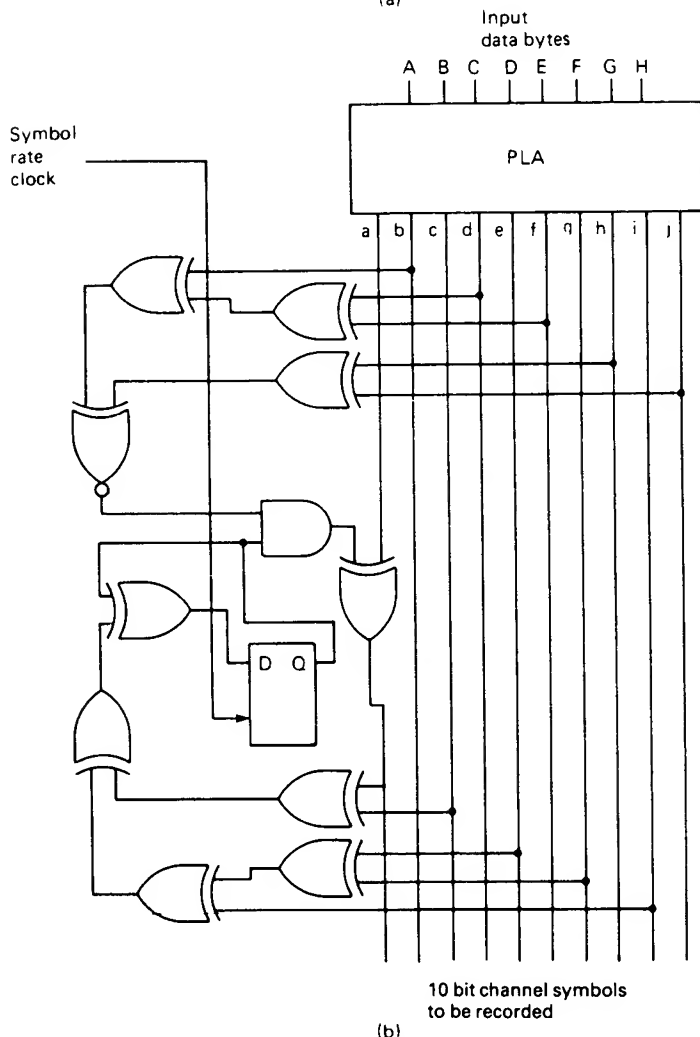 (a)
Input
data bytes
A B C D E F G H
Symbol
rate
clock
PLA
a b c d e f g h i j
D Q
10 bit channel symbols
to be recorded
(b)